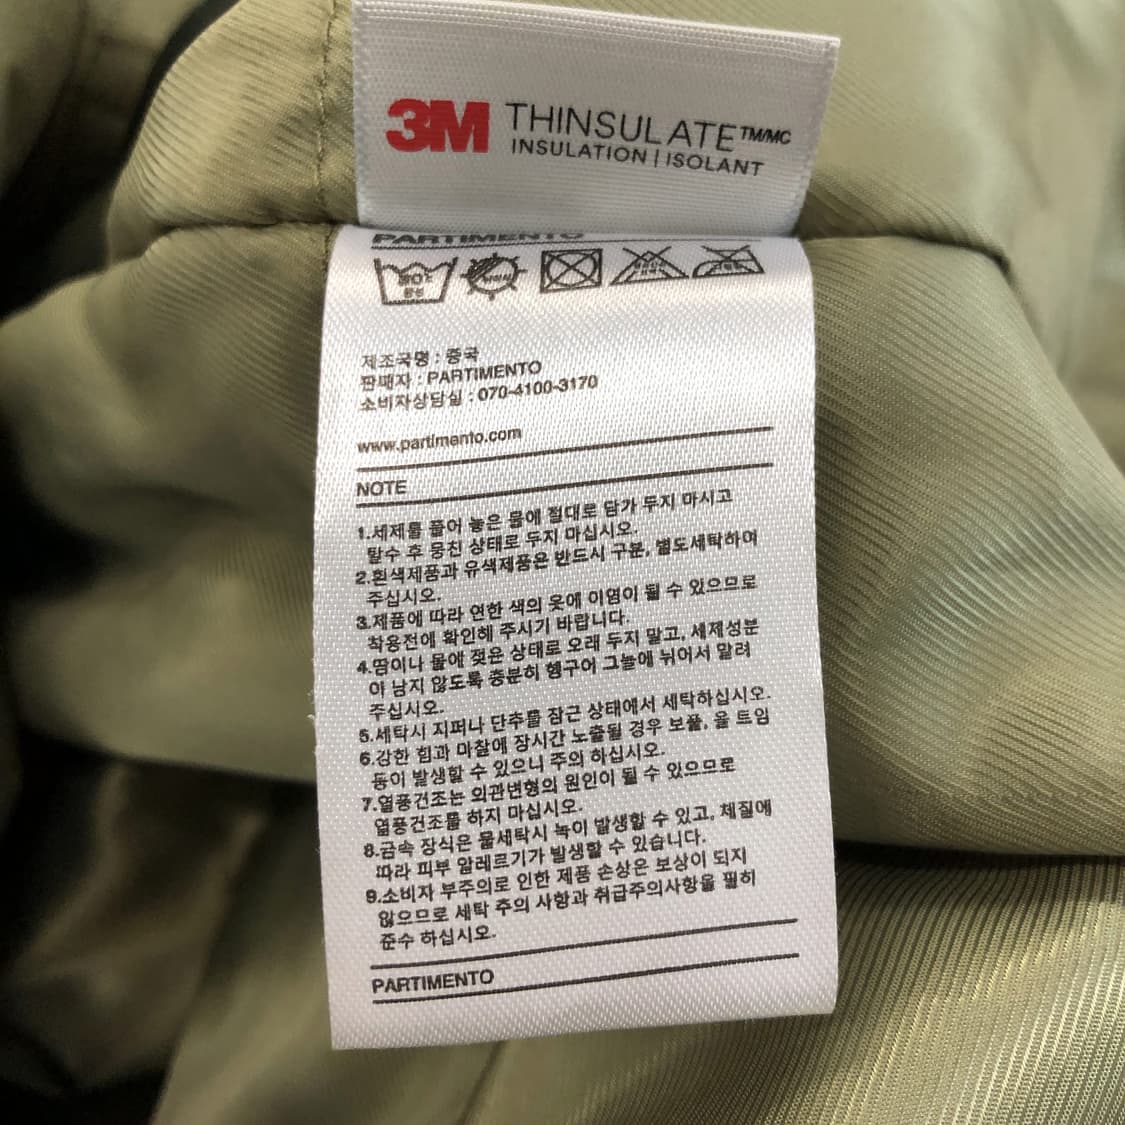 3M THINSULATE™/MC
INSULATION | ISOLANT
PARTIMENTO
제조국명 : 중국
판매자 : PARTIMENTO
소비자상담실 : 070-4100-3170
www.partimento.com
NOTE
1.세제를 풀어 놓은 물에 절대로 담가 두지 마시고
탈수 후 뭉친 상태로 두지 마십시오.
2.흰색제품과 유색제품은 반드시 구분, 별도세탁하여
주십시오.
3.제품에 따라 연한 색의 옷에 이염이 될 수 있으므로
착용전에 확인해 주시기 바랍니다.
4.땀이나 물에 젖은 상태로 오래 두지 말고, 세제성분
이 남지 않도록 충분히 헹구어 그늘에 뉘어서 말려
주십시오.
5.세탁시 지퍼나 단추를 잠근 상태에서 세탁하십시오.
6.강한 힘과 마찰에 장시간 노출될 경우 보풀, 올 트임
등이 발생할 수 있으니 주의 하십시오.
7.열풍건조는 외관변형의 원인이 될 수 있으므로
열풍건조를 하지 마십시오.
8.금속 장식은 물세탁시 녹이 발생할 수 있고, 체질에
따라 피부 알레르기가 발생할 수 있습니다.
9.소비자 부주의로 인한 제품 손상은 보상이 되지
않으므로 세탁 주의 사항과 취급주의사항을 필히
준수 하십시오.
PARTIMENTO